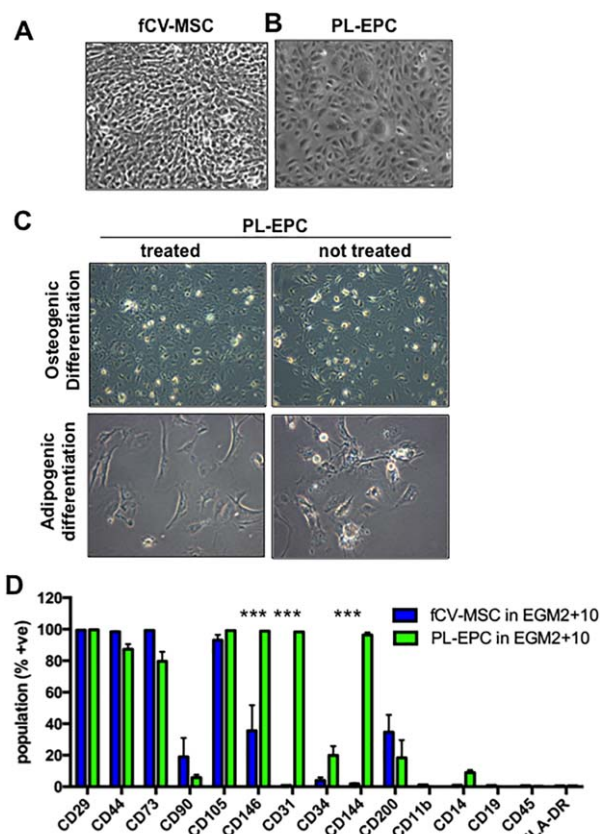 A
fCV-MSC
B
PL-EPC
C
PL-EPC
treated
not treated
Osteogenic
Differentiation
Adipogenic
differentiation
D
120
100
80
60
40
20
0
population (% +ve)
*** *** ***
fCV-MSC in EGM2+10
PL-EPC in EGM2+10
CD29
CD44
CD73
CD90
CD105
CD146
CD31
CD34
CD144
CD200
CD11b
CD14
CD19
CD45